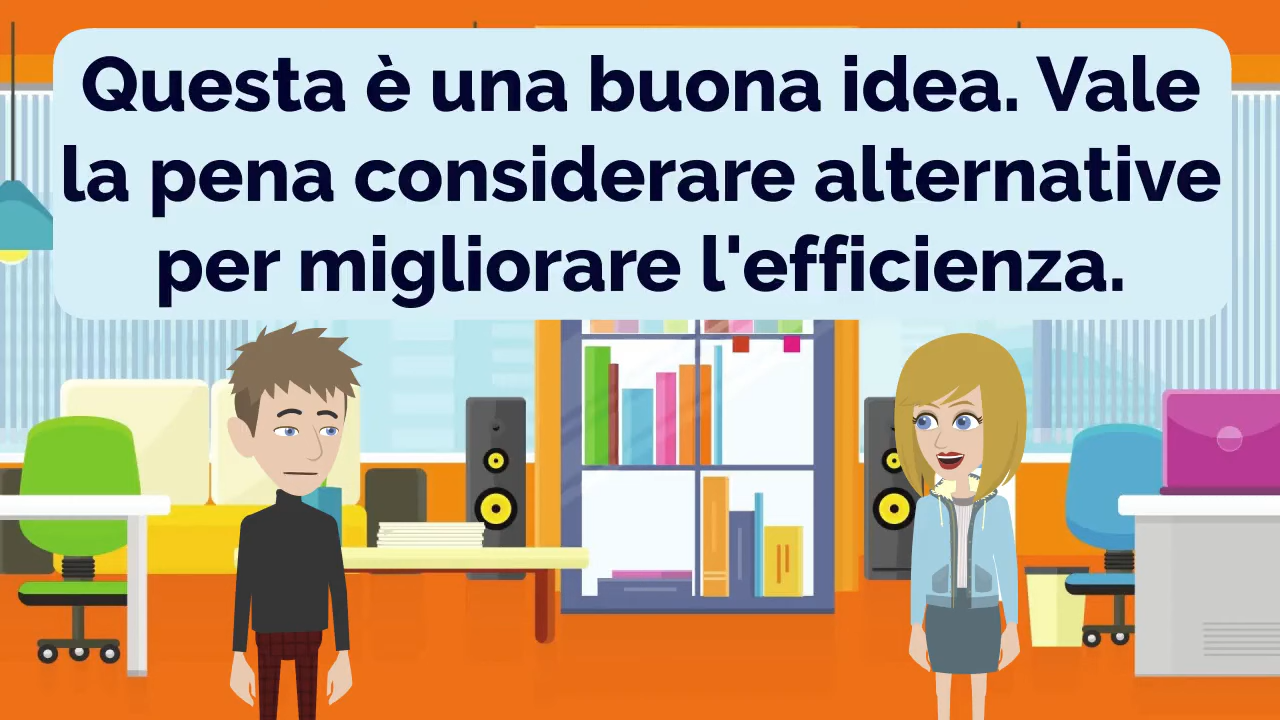 Questa è una buona idea. Vale
la pena considerare alternative
per migliorare l'efficienza.